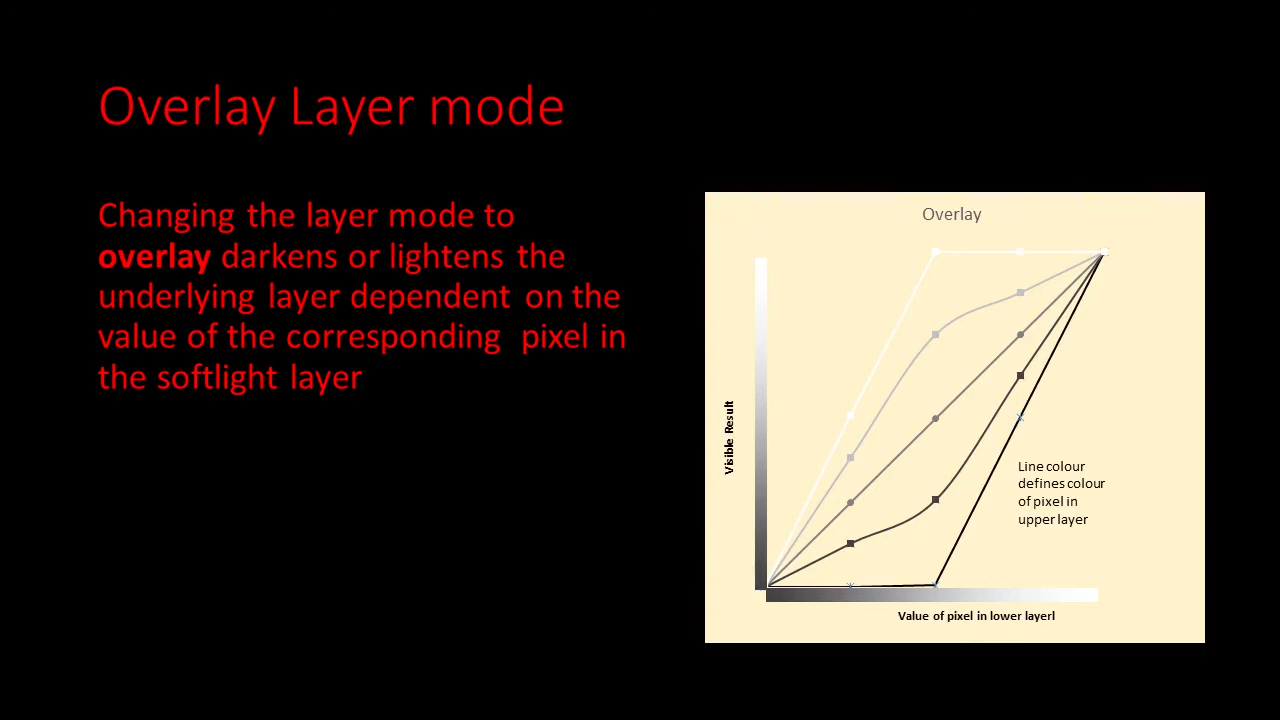 Overlay Layer mode
Changing the layer mode to
overlay darkens or lightens the
underlying layer dependent on the
value of the corresponding pixel in
the softlight layer
Overlay
Visible Result
Line colour
defines colour
of pixel in
upper layer
Value of pixel in lower layerl